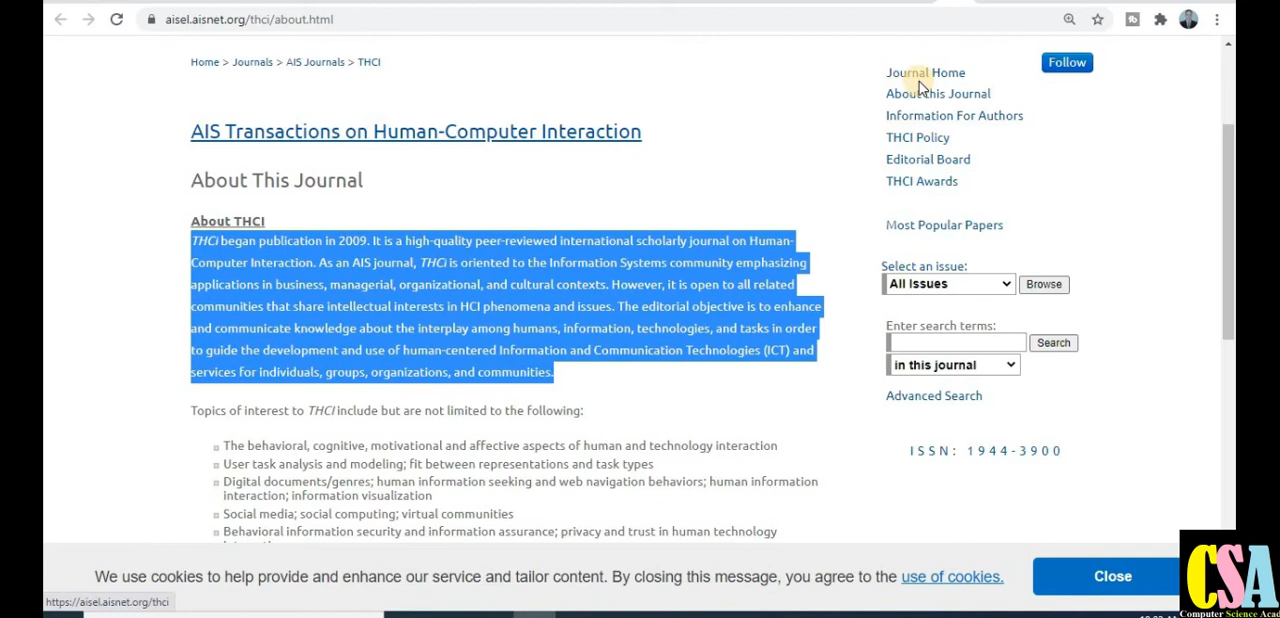 aisel.aisnet.org/thci/about.html
Home > Journals > AIS Journals > THCI
Follow
Journal Home
About this Journal
Information For Authors
THCI Policy
Editorial Board
THCI Awards
AIS Transactions on Human-Computer Interaction
About This Journal
About THCI
THCI began publication in 2009. It is a high-quality peer-reviewed international scholarly journal on Human-
Computer Interaction. As an AIS journal, THCI is oriented to the Information Systems community emphasizing
applications in business, managerial, organizational, and cultural contexts. However, it is open to all related
communities that share intellectual interests in HCI phenomena and issues. The editorial objective is to enhance
and communicate knowledge about the interplay among humans, information, technologies, and tasks in order
to guide the development and use of human-centered Information and Communication Technologies (ICT) and
services for individuals, groups, organizations, and communities.
Most Popular Papers
Select an issue:
All Issues
Browse
Enter search terms:
Search
in this journal
Advanced Search
ISSN: 1944-3900
Topics of interest to THCI include but are not limited to the following:
The behavioral, cognitive, motivational and affective aspects of human and technology interaction
User task analysis and modeling; fit between representations and task types
Digital documents/genres; human information seeking and web navigation behaviors; human information
interaction; information visualization
Social media; social computing; virtual communities
Behavioral information security and information assurance; privacy and trust in human technology
We use cookies to help provide and enhance our service and tailor content. By closing this message, you agree to the use of cookies.
Close
https://aisel.aisnet.org/thci
CSA
Computer Science Acad